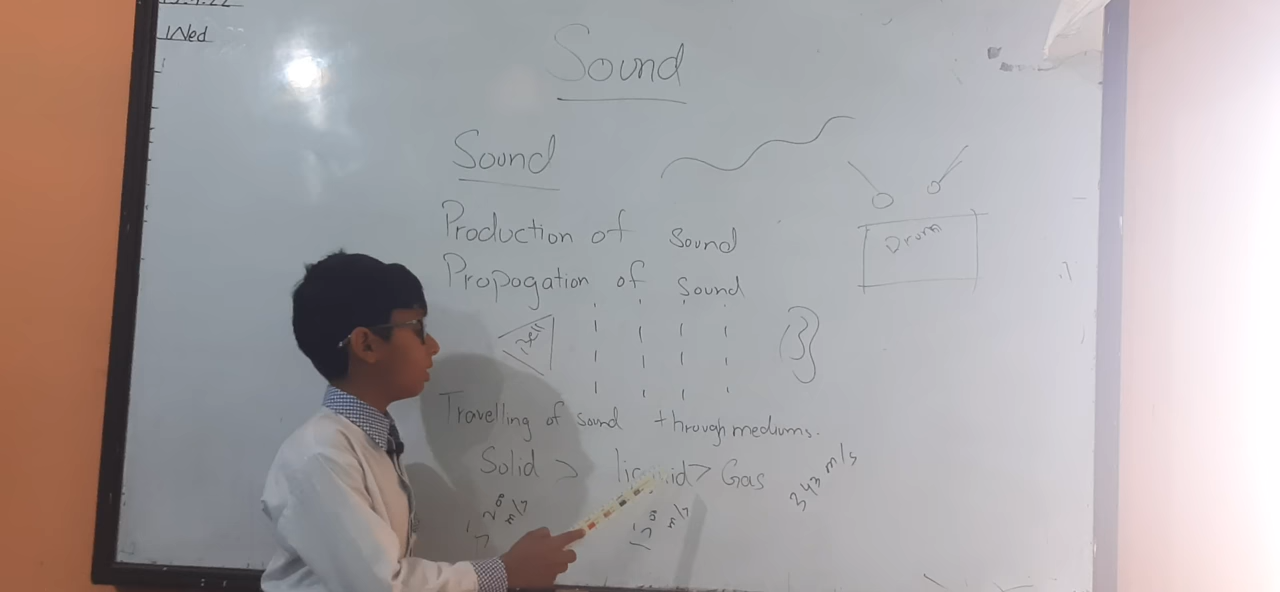 Wed
Sound
Sound
Production of sound
Drum
Propogation of sound
Travelling of sound through mediums.
Solid > liquid > Gas
343 m/s